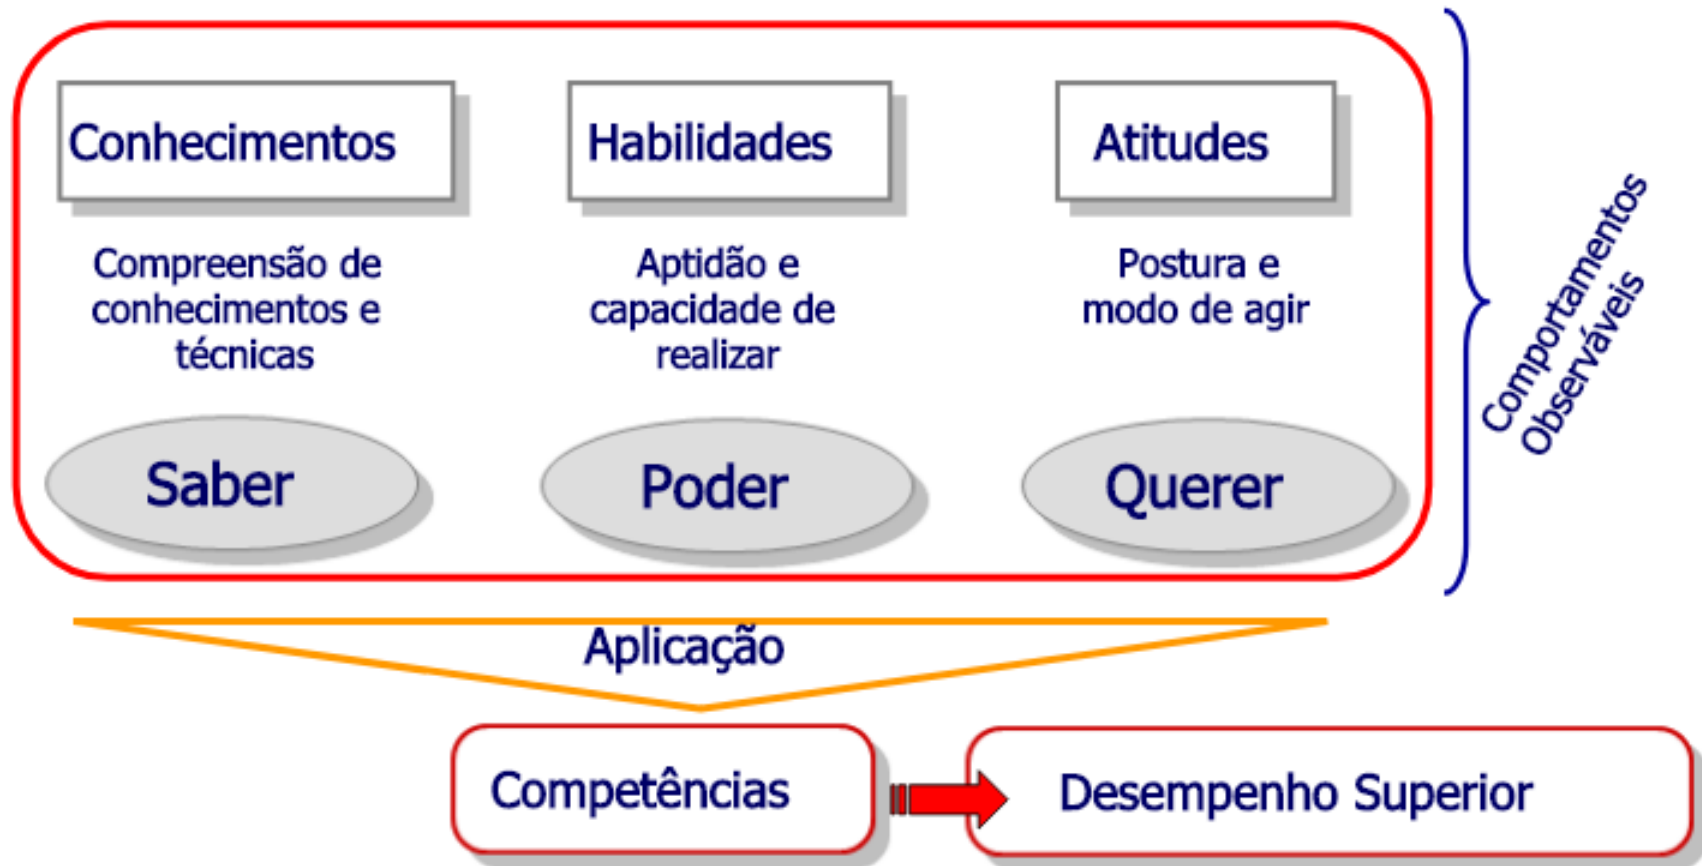 Conhecimentos
Habilidades
Atitudes
Compreensão de
conhecimentos e
técnicas
Aptidão e
capacidade de
realizar
Postura e
modo de agir
Saber
Poder
Querer
Comportamentos
Observáveis
Aplicação
Competências
Desempenho Superior